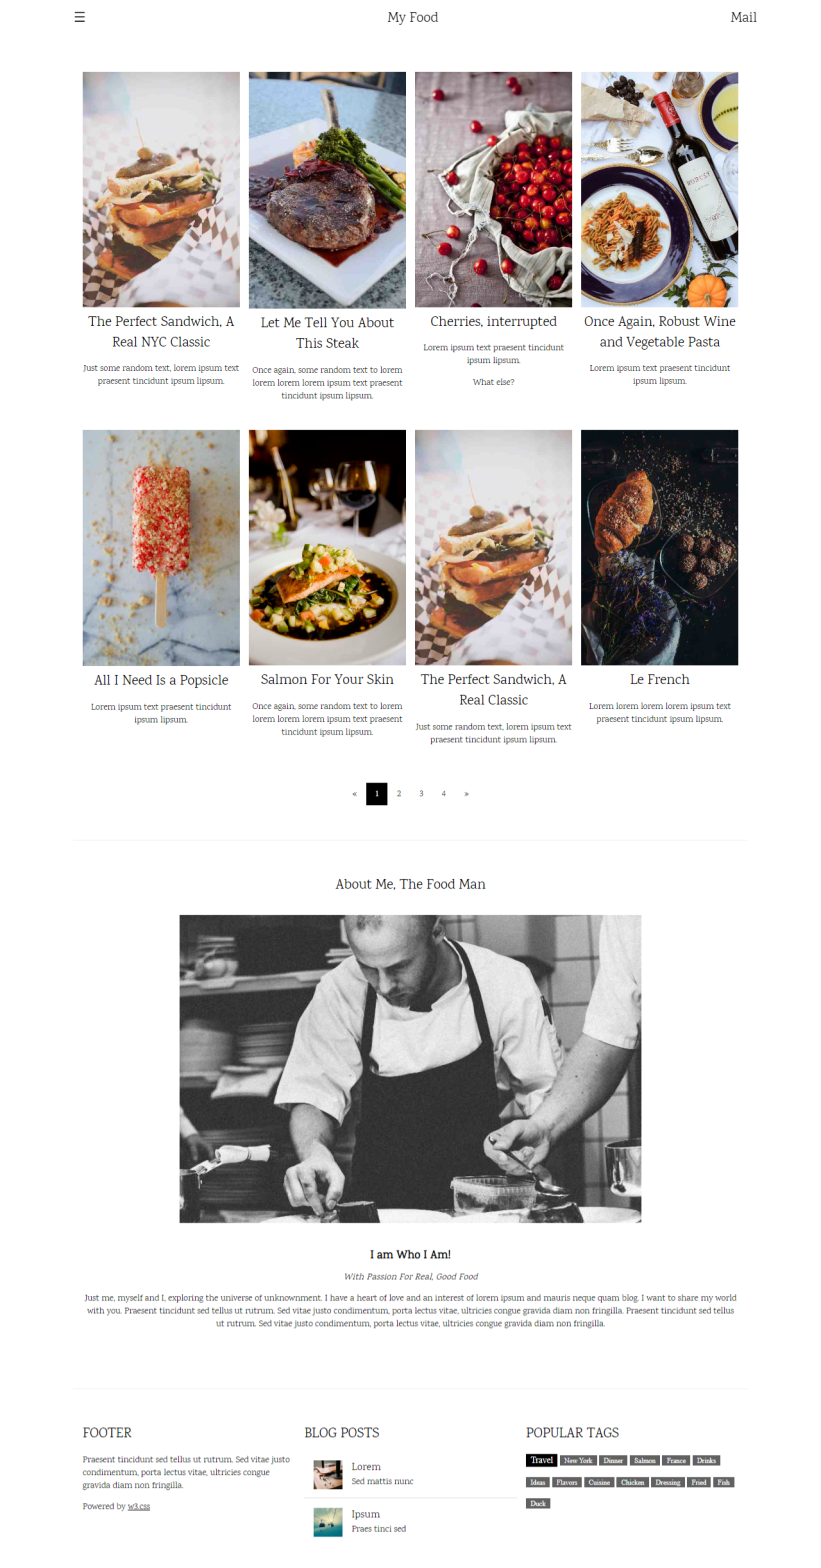 ☰ My Food Mail
The Perfect Sandwich, A
Real NYC Classic
Just some random text, lorem ipsum text
praesent tincidunt ipsum lipsum.
Let Me Tell You About
This Steak
Once again, some random text to lorem
lorem lorem lorem ipsum text praesent
tincidunt ipsum lipsum.
Cherries, interrupted
Lorem ipsum text praesent tincidunt
ipsum lipsum.
What else?
Once Again, Robust Wine
and Vegetable Pasta
Lorem ipsum text praesent tincidunt
ipsum lipsum.
All I Need Is a Popsicle
Lorem ipsum text praesent tincidunt
ipsum lipsum.
Salmon For Your Skin
Once again, some random text to lorem
lorem lorem lorem ipsum text praesent
tincidunt ipsum lipsum.
The Perfect Sandwich, A
Real Classic
Just some random text, lorem ipsum text
praesent tincidunt ipsum lipsum.
Le French
Lorem lorem lorem lorem ipsum text
praesent tincidunt ipsum lipsum.
« 1 2 3 4 »
About Me, The Food Man
I am Who I Am!
With Passion For Real, Good Food
Just me, myself and I, exploring the universe of unknownment. I have a heart of love and an interest of lorem ipsum and mauris neque quam blog. I want to share my world
with you. Praesent tincidunt sed tellus ut rutrum. Sed vitae justo condimentum, porta lectus vitae, ultricies congue gravida diam non fringilla. Praesent tincidunt sed tellus
ut rutrum. Sed vitae justo condimentum, porta lectus vitae, ultricies congue gravida diam non fringilla.
FOOTER
Praesent tincidunt sed tellus ut rutrum. Sed vitae justo
condimentum, porta lectus vitae, ultricies congue
gravida diam non fringilla.
Powered by w3.css
BLOG POSTS
Lorem
Sed mattis nunc
Ipsum
Praes tinci sed
POPULAR TAGS
Travel New York Dinner Salmon France Drinks
Ideas Flavors Cuisine Chicken Dressing Fried Fish
Duck